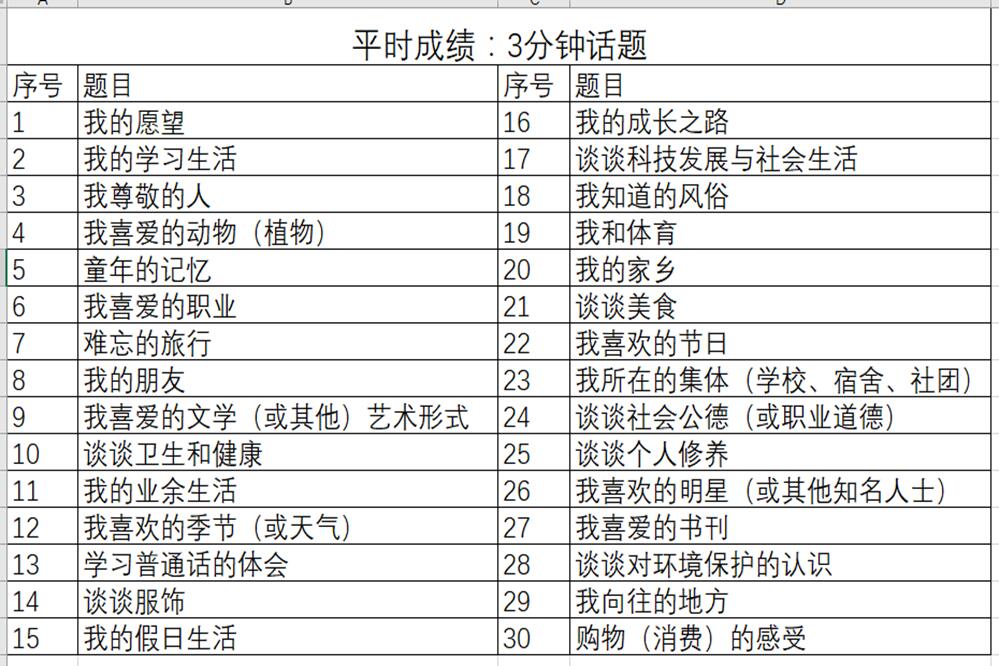 平时成绩：3分钟话题
序号 题目 序号 题目
1 我的愿望 16 我的成长之路
2 我的学习生活 17 谈谈科技发展与社会生活
3 我尊敬的人 18 我知道的风俗
4 我喜爱的动物（植物） 19 我和体育
5 童年的记忆 20 我的家乡
6 我喜爱的职业 21 谈谈美食
7 难忘的旅行 22 我喜欢的节日
8 我的朋友 23 我所在的集体（学校、宿舍、社团）
9 我喜爱的文学（或其他）艺术形式 24 谈谈社会公德（或职业道德）
10 谈谈卫生和健康 25 谈谈个人修养
11 我的业余生活 26 我喜欢的明星（或其他知名人士）
12 我喜欢的季节（或天气） 27 我喜爱的书刊
13 学习普通话的体会 28 谈谈对环境保护的认识
14 谈谈服饰 29 我向往的地方
15 我的假日生活 30 购物（消费）的感受